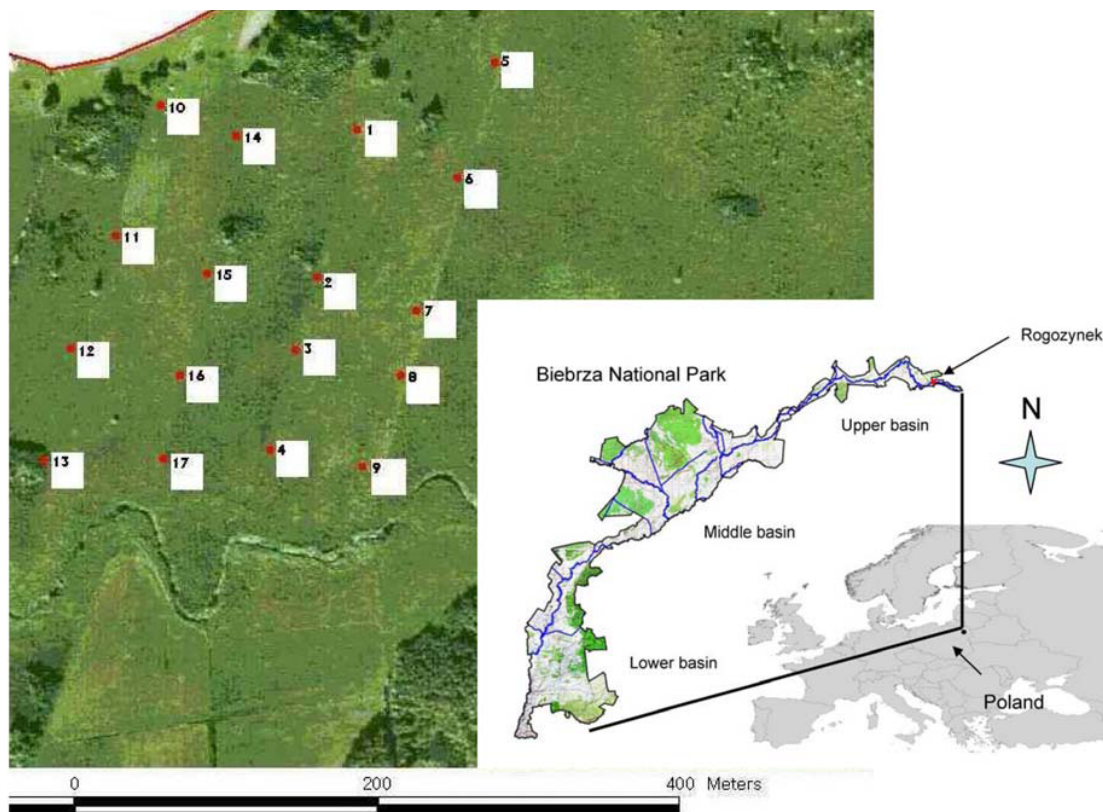 5
10
14
1
6
11
15
2
7
12
3
16
8
13
17
4
9
Rogozynek
Biebrza National Park
Upper basin
N
Middle basin
Lower basin
Poland
0 200 400 Meters